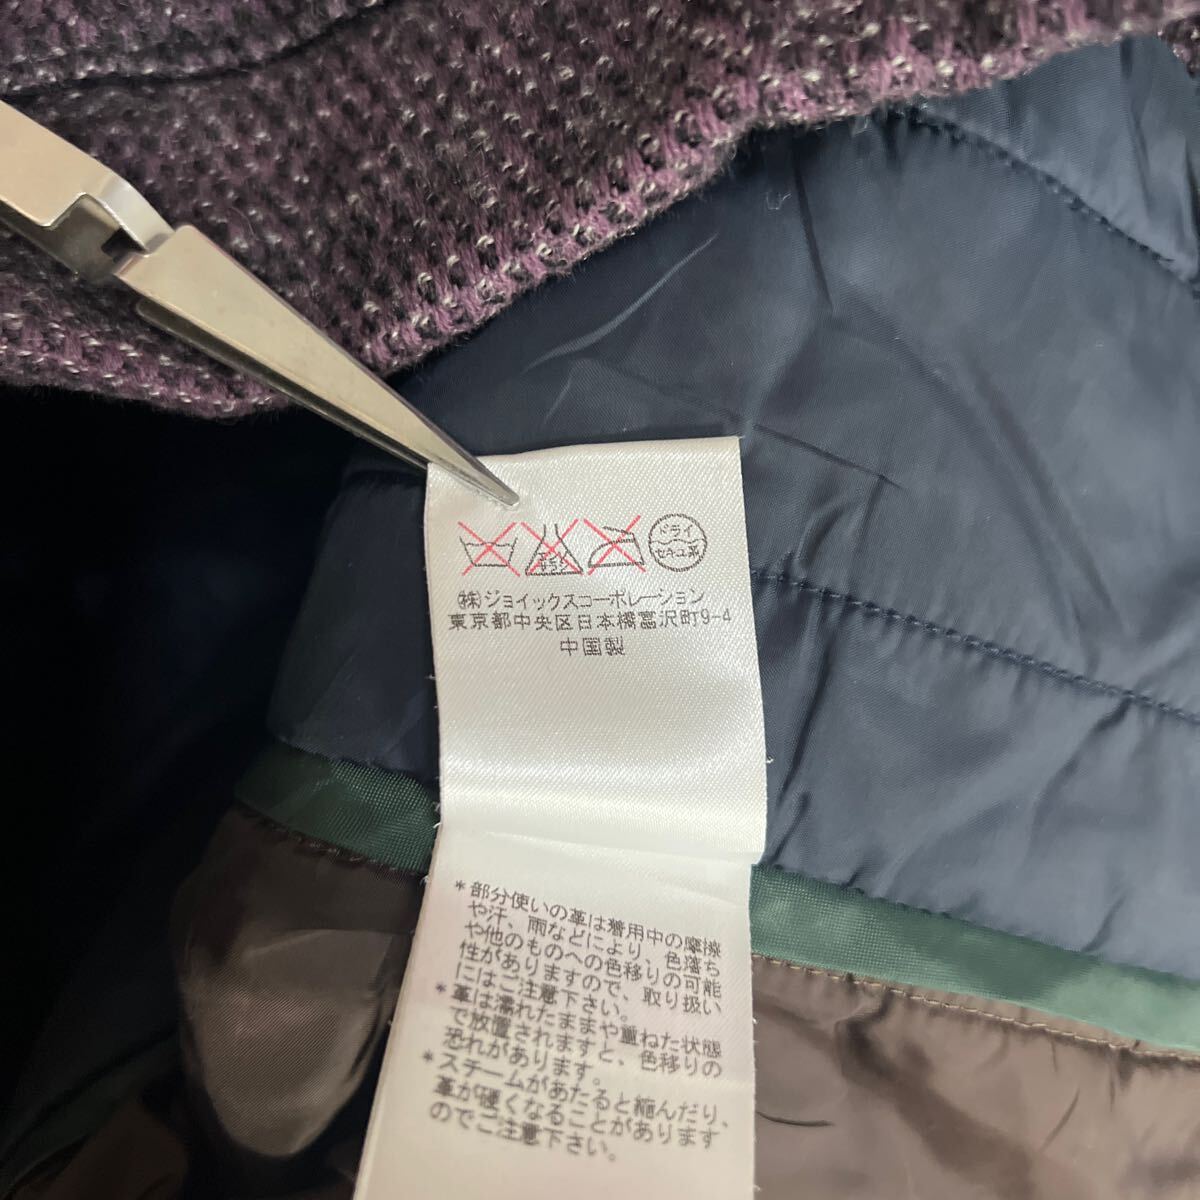 エンソ
サラシ
ドライ
セキユ系
(株)ジョイックスコーポレーション
東京都中央区日本橋富沢町9-4
中国製
*部分使いの革は着用中の摩擦
や汗、雨などにより、色落ち
や他のものへの色移りの可能
性がありますので、取り扱い
にはご注意下さい。
*革は濡れたままや重ねた状態
で放置されますと、色移りの
恐れがあります。
*スチームがあたると縮んだり、
革が硬くなることがあります
のでご注意下さい。